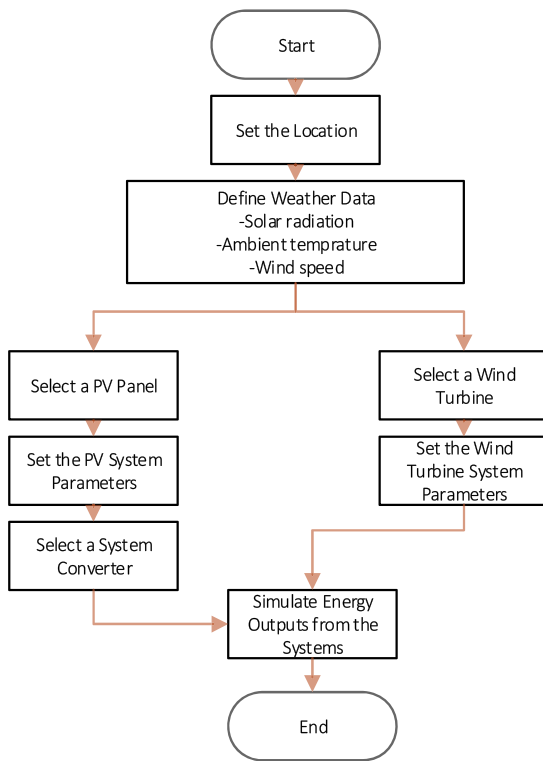 Start
Set the Location
Define Weather Data
-Solar radiation
-Ambient temprature
-Wind speed
Select a PV Panel
Set the PV System
Parameters
Select a System
Converter
Select a Wind
Turbine
Set the Wind
Turbine System
Parameters
Simulate Energy
Outputs from the
Systems
End